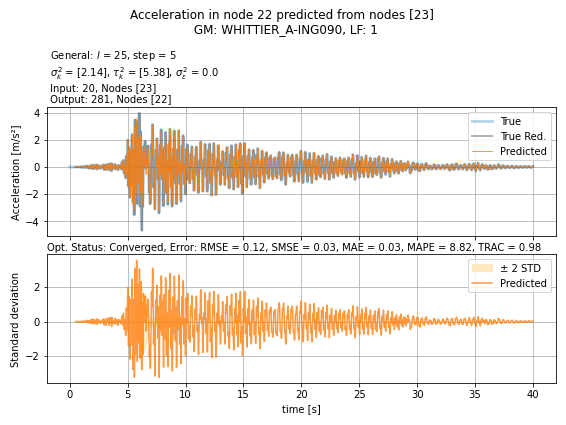 Acceleration in node 22 predicted from nodes [23]
GM: WHITTIER_A-ING090, LF: 1
General: l = 25, step = 5
σ²ₖ = [2.14], τ²ₖ = [5.38], σ²ε = 0.0
Input: 20, Nodes [23]
Output: 281, Nodes [22]
Acceleration [m/s²]
4
2
0
−2
−4
True
True Red.
Predicted
Opt. Status: Converged, Error: RMSE = 0.12, SMSE = 0.03, MAE = 0.03, MAPE = 8.82, TRAC = 0.98
Standard deviation
2
0
−2
± 2 STD
Predicted
0 5 10 15 20 25 30 35 40
time [s]